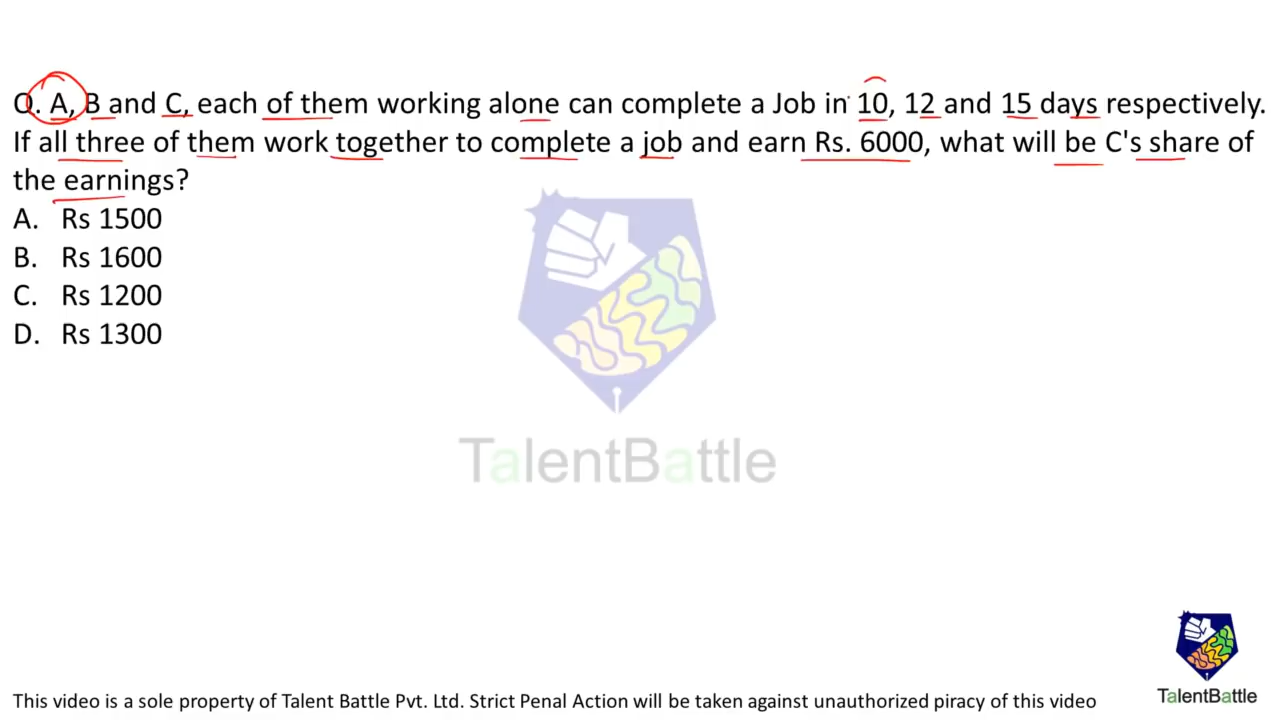 Q. A, B and C, each of them working alone can complete a Job in 10, 12 and 15 days respectively.
If all three of them work together to complete a job and earn Rs. 6000, what will be C's share of
the earnings?
A. Rs 1500
B. Rs 1600
C. Rs 1200
D. Rs 1300
TalentBattle
TalentBattle
This video is a sole property of Talent Battle Pvt. Ltd. Strict Penal Action will be taken against unauthorized piracy of this video